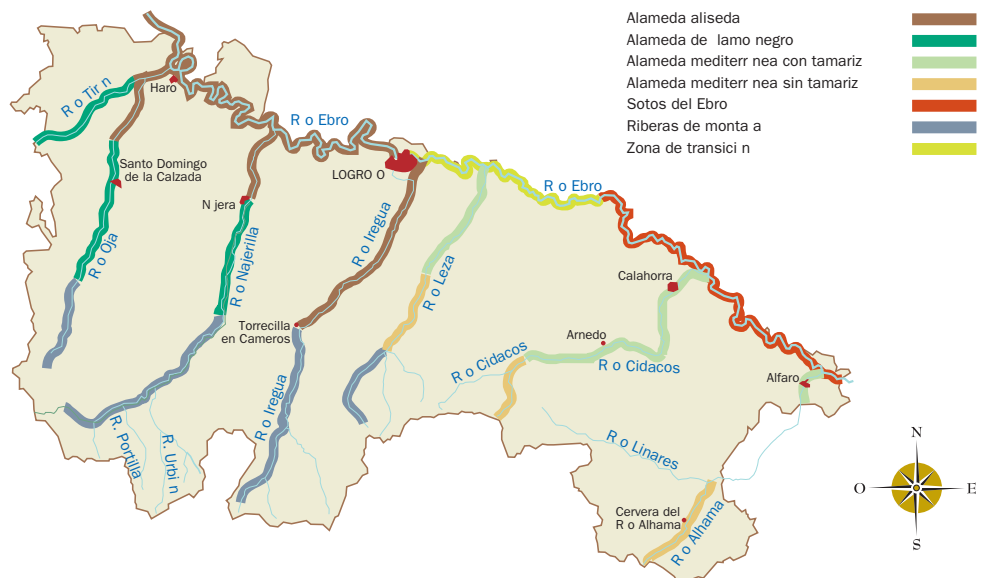 Alameda aliseda
Alameda de lamo negro
Alameda mediterr nea con tamariz
Alameda mediterr nea sin tamariz
Sotos del Ebro
Riberas de monta a
Zona de transici n
R o Tir n
Haro
R o Ebro
Santo Domingo
de la Calzada
LOGRO O
R o Ebro
N jera
R o Oja
R o Najerilla
R o Iregua
R o Leza
Calahorra
Torrecilla
en Cameros
Arnedo
R o Cidacos
R o Cidacos
Alfaro
R o Iregua
R. Portilla
R. Urbi n
R o Linares
Cervera del
R o Alhama
R o Alhama
N
O
E
S